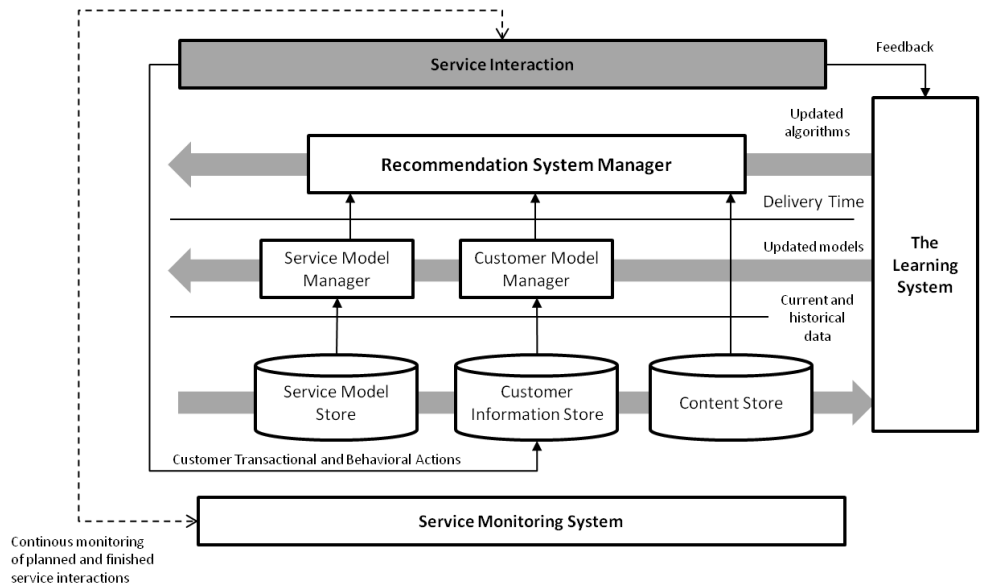 Service Interaction
Feedback
Updated
algorithms
Recommendation System Manager
Delivery Time
Service Model
Manager
Customer Model
Manager
Updated models
The
Learning
System
Current and
historical
data
Service Model
Store
Customer
Information Store
Content Store
Customer Transactional and Behavioral Actions
Service Monitoring System
Continous monitoring
of planned and finished
service interactions